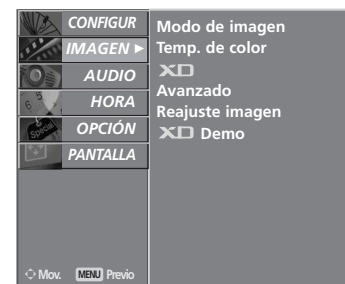 CONFIGUR
IMAGEN ►
AUDIO
HORA
OPCIÓN
PANTALLA
Modo de imagen
Temp. de color
XD
Avanzado
Reajuste imagen
XD Demo
Mov. MENU Previo